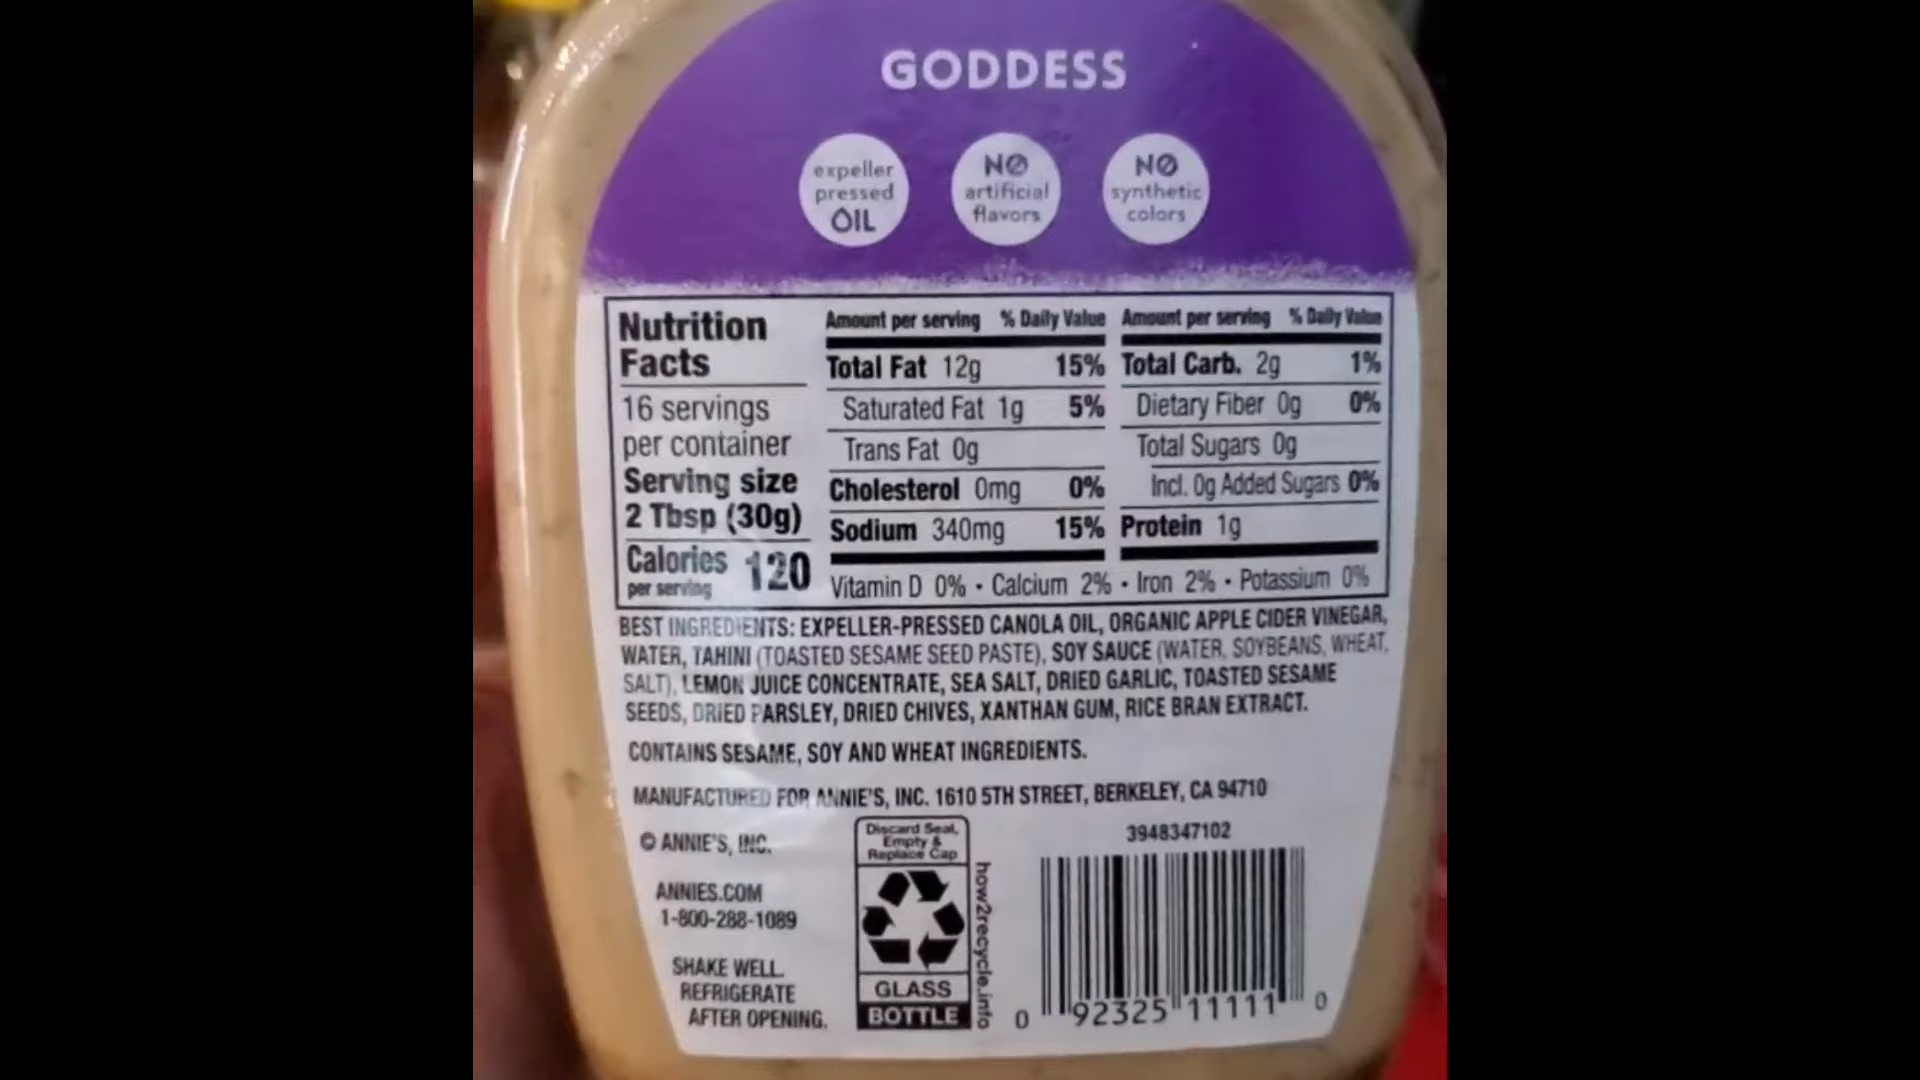 GODDESS
expeller
pressed
OIL
NO
artificial
flavors
NO
synthetic
colors
Nutrition
Facts
16 servings
per container
Serving size
2 Tbsp (30g)
Calories 120
per serving
Amount per serving % Daily Value
Total Fat 12g 15%
Saturated Fat 1g 5%
Trans Fat 0g
Cholesterol 0mg 0%
Sodium 340mg 15%
Amount per serving % Daily Value
Total Carb. 2g 1%
Dietary Fiber 0g 0%
Total Sugars 0g
Incl. 0g Added Sugars 0%
Protein 1g
Vitamin D 0% • Calcium 2% • Iron 2% • Potassium 0%
BEST INGREDIENTS: EXPELLER-PRESSED CANOLA OIL, ORGANIC APPLE CIDER VINEGAR,
WATER, TAHINI (TOASTED SESAME SEED PASTE), SOY SAUCE (WATER, SOYBEANS, WHEAT,
SALT), LEMON JUICE CONCENTRATE, SEA SALT, DRIED GARLIC, TOASTED SESAME
SEEDS, DRIED PARSLEY, DRIED CHIVES, XANTHAN GUM, RICE BRAN EXTRACT.
CONTAINS SESAME, SOY AND WHEAT INGREDIENTS.
MANUFACTURED FOR ANNIE'S, INC. 1610 5TH STREET, BERKELEY, CA 94710
© ANNIE'S, INC.
ANNIES.COM
1-800-288-1089
SHAKE WELL.
REFRIGERATE
AFTER OPENING.
Discard Seal,
Empty &
Replace Cap
GLASS
BOTTLE
how2recycle.info
3948347102
0 92325 11111 0